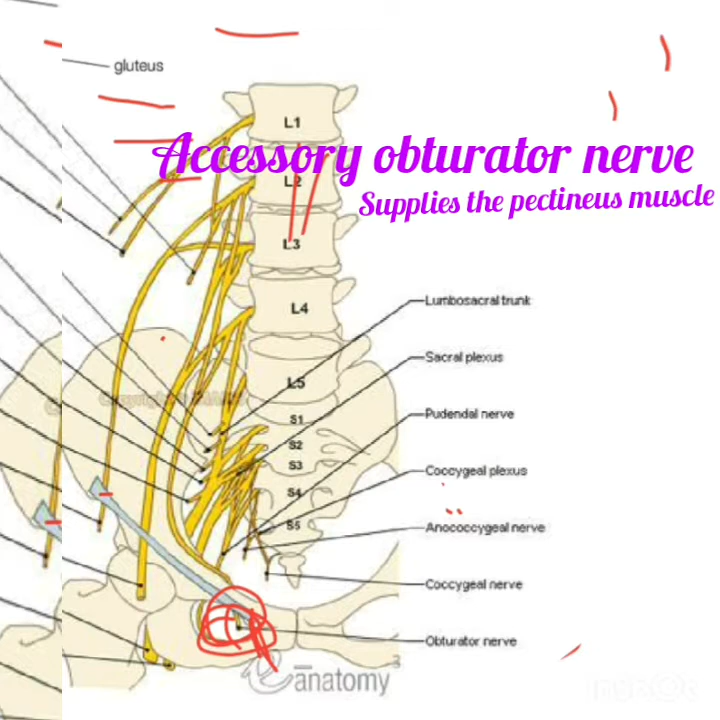 gluteus
L1
Accessory obturator nerve
L2
Supplies the pectineus muscle
L3
Lumbosacral trunk
L4
Sacral plexus
L5
Pudendal nerve
S1
S2
S3
Coccygeal plexus
S4
S5
Anococcygeal nerve
Coccygeal nerve
Obturator nerve
e anatomy